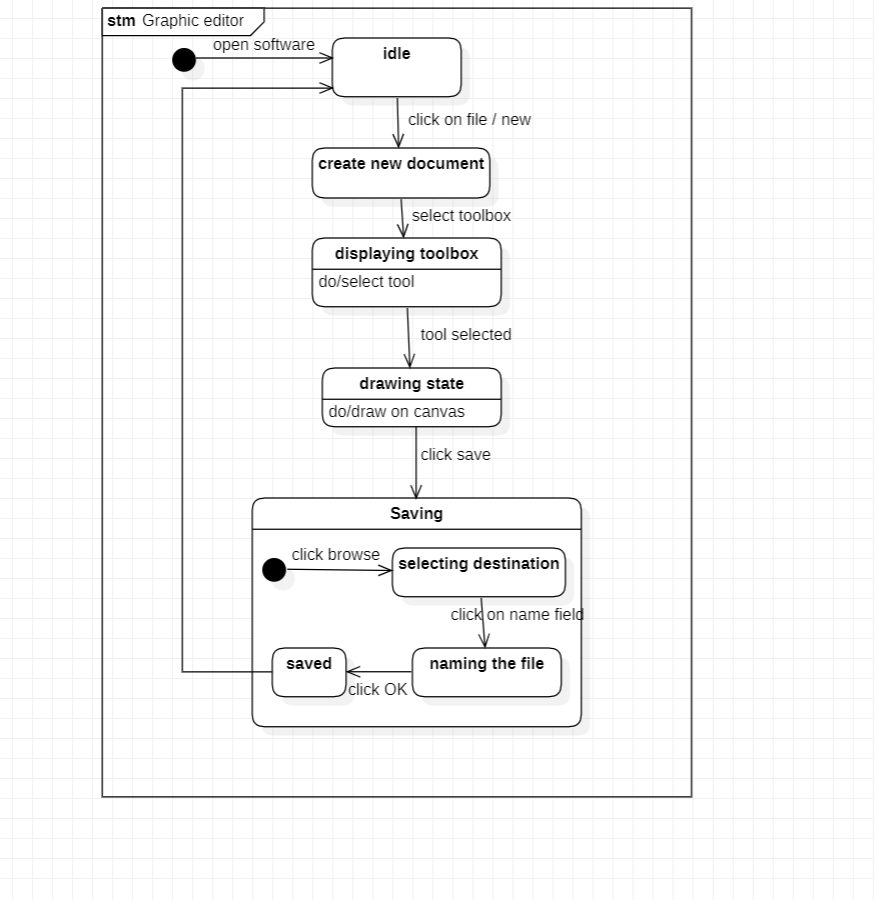 stm Graphic editor
open software
idle
click on file / new
create new document
select toolbox
displaying toolbox
do/select tool
tool selected
drawing state
do/draw on canvas
click save
Saving
click browse
selecting destination
click on name field
saved
naming the file
click OK